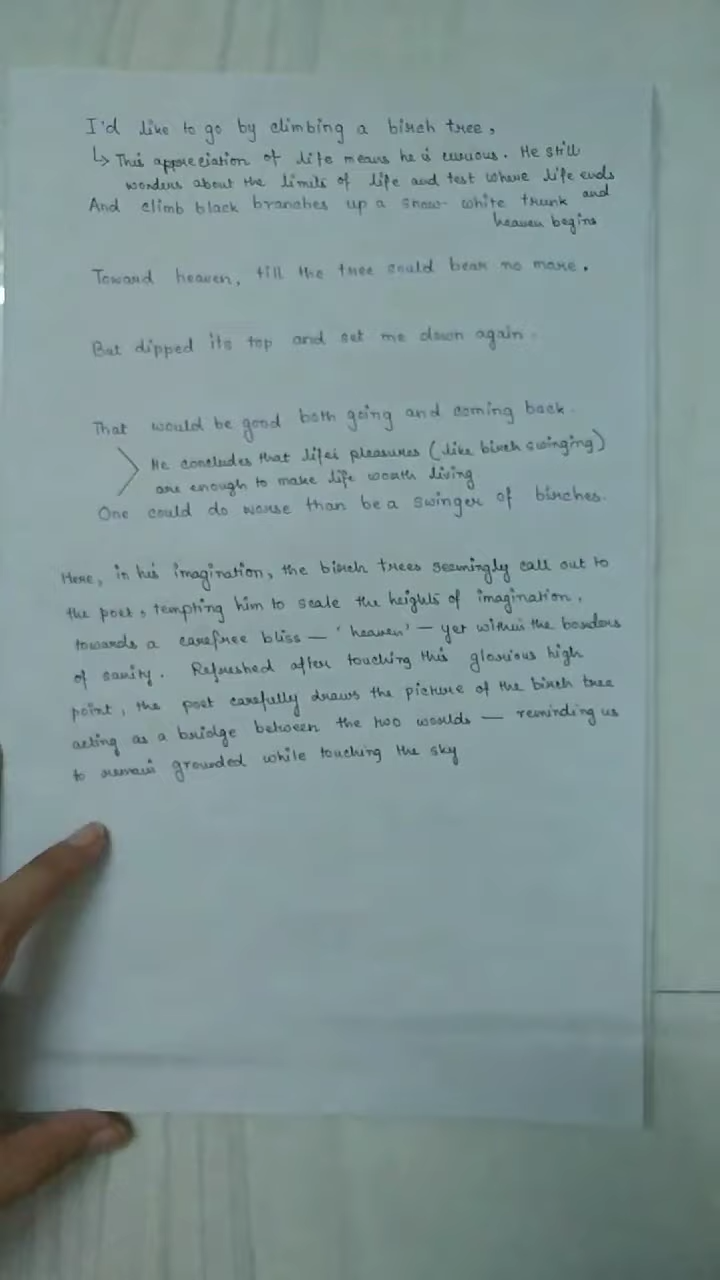 I'd like to go by climbing a birch tree,
↳ This appreciation of life means he is curious. He still
wonders about the limits of life and test where life ends
and
And climb black branches up a snow-white trunk
heaven begins
Toward heaven, till the tree could bear no more.
But dipped its top and set me down again.
That would be good both going and coming back.
He concludes that life's pleasures (like birch swinging)
are enough to make life worth living
One could do worse than be a swinger of birches.
Here, in his imagination, the birch trees seemingly call out to
the poet, tempting him to scale the heights of imagination,
towards a carefree bliss — 'heaven' — yet within the borders
of sanity. Refreshed after touching this glorious high
point, the poet carefully draws the picture of the birch tree
acting as a bridge between the two worlds — reminding us
to remain grounded while touching the sky